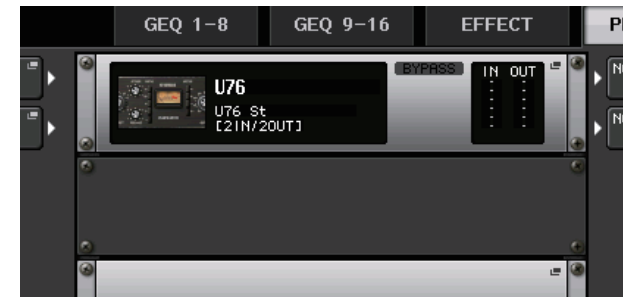 GEQ 1-8 GEQ 9-16 EFFECT
U76
U76 St
[2IN/2OUT]
BYPASS
IN OUT